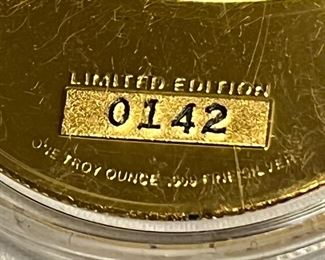 LIMITED EDITION
0142
ONE TROY OUNCE .999 FINE SILVER